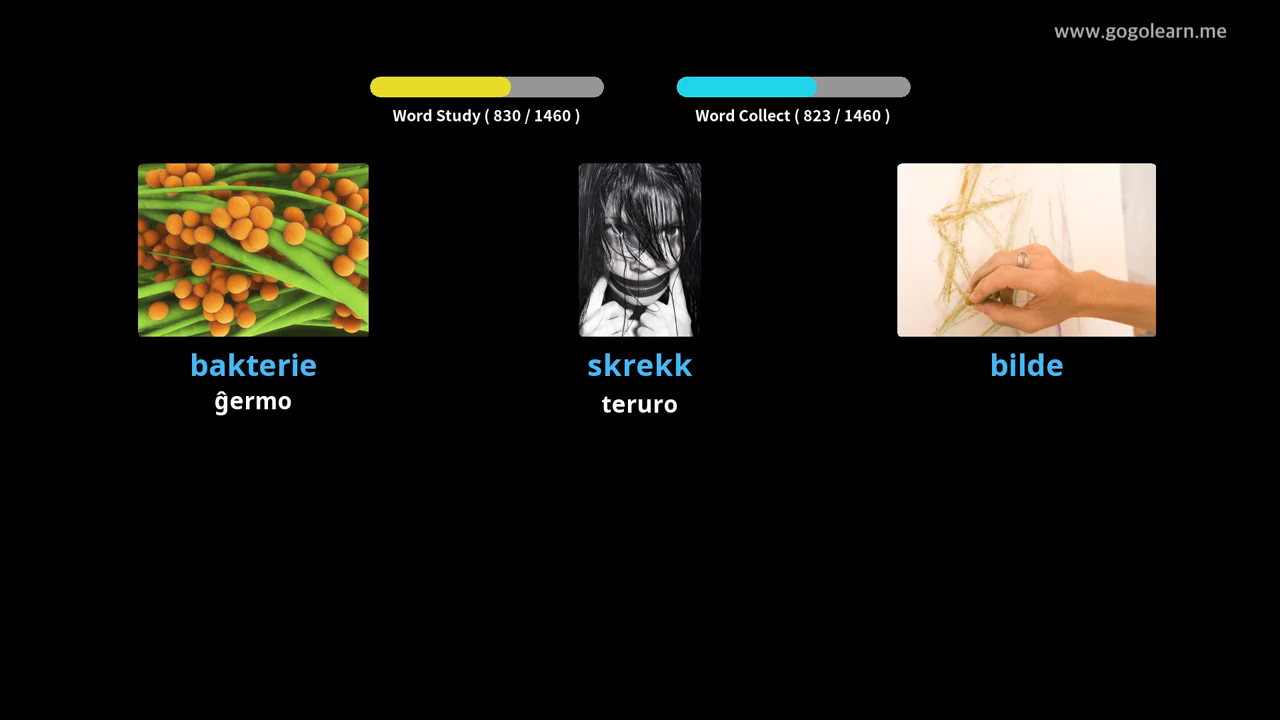 www.gogolearn.me
Word Study ( 830 / 1460 )
Word Collect ( 823 / 1460 )
bakterie
ĝermo
skrekk
teruro
bilde